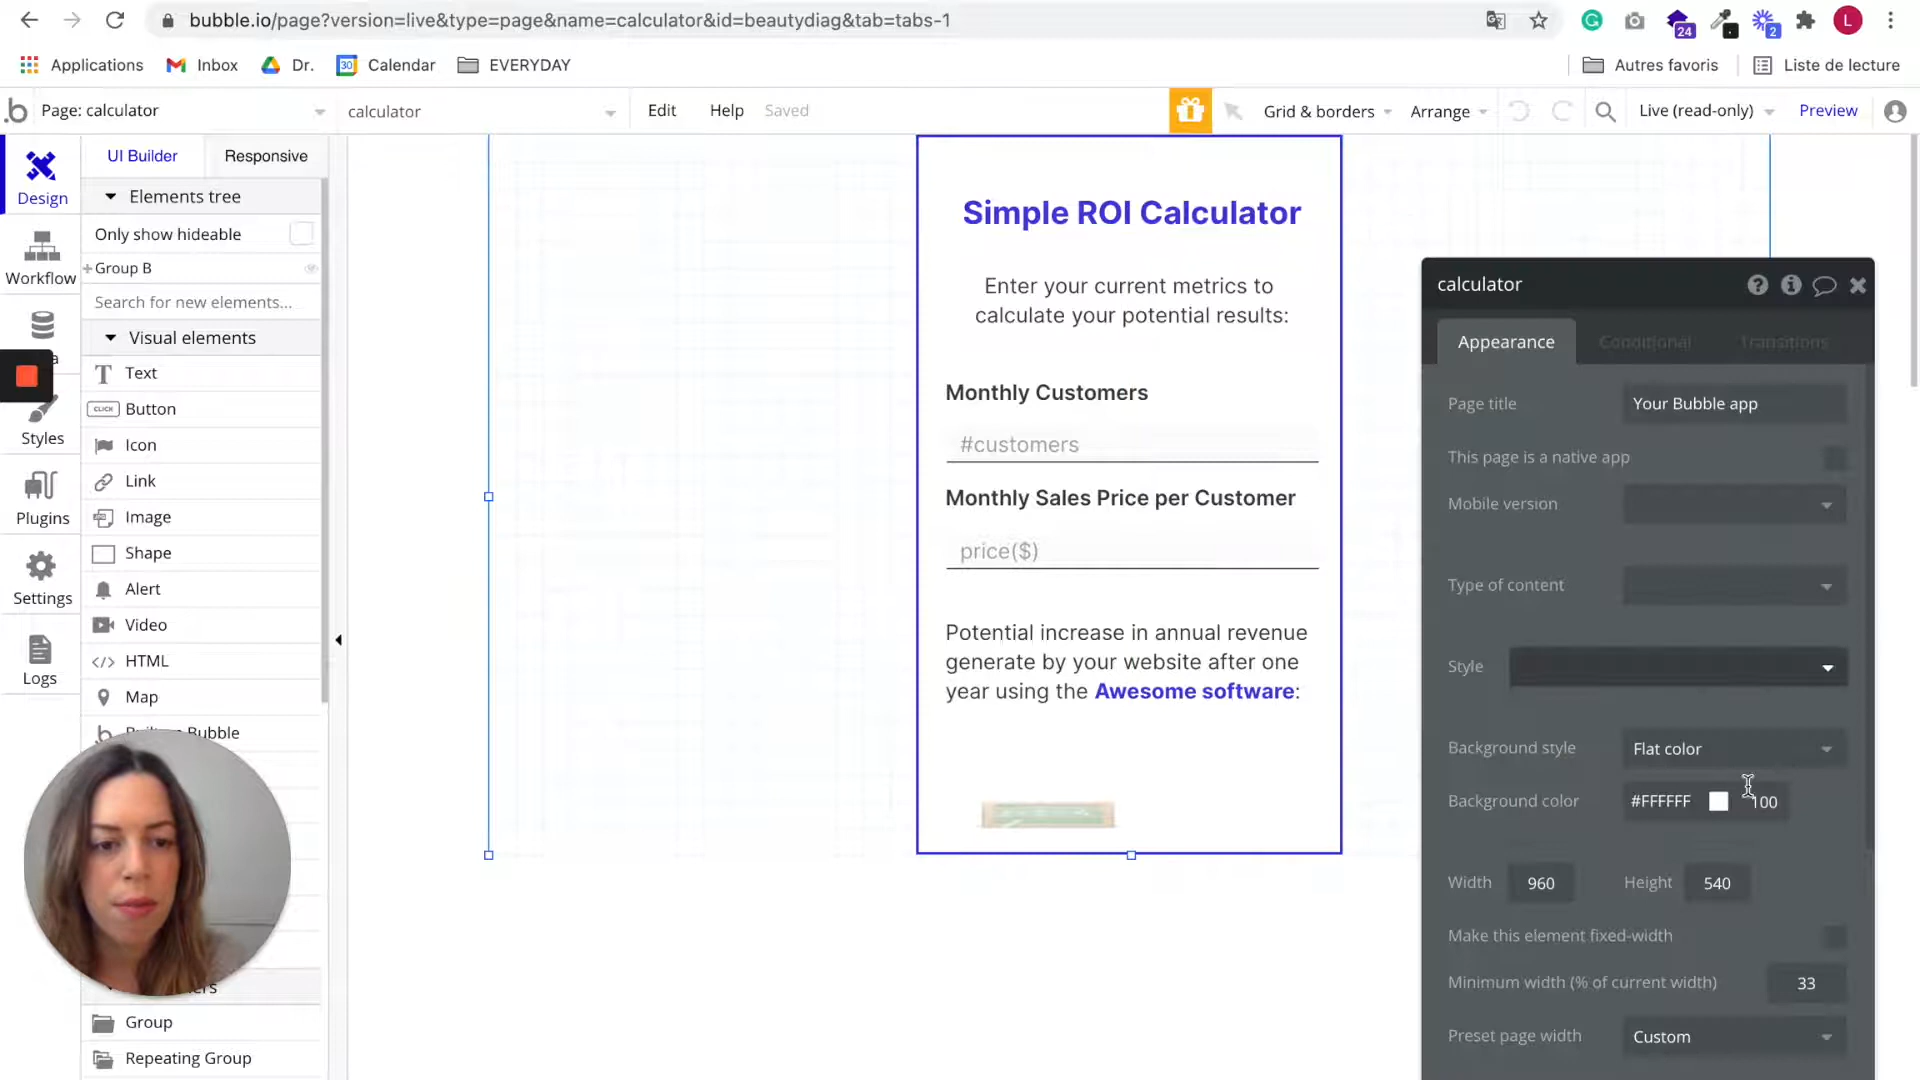 bubble.io/page?version=live&type=page&name=calculator&id=beautydiag&tab=tabs-1
24
2
L
Applications
Inbox
Dr.
30
Calendar
EVERYDAY
Autres favoris
Liste de lecture
Page: calculator
calculator
Edit
Help
Saved
Grid & borders
Arrange
Live (read-only)
Preview
Design
Workflow
Styles
Plugins
Settings
Logs
UI Builder
Responsive
Elements tree
Only show hideable
Group B
Search for new elements...
Visual elements
Text
CLICK
Button
Icon
Link
Image
Shape
Alert
Video
HTML
Map
Bubble
Group
Repeating Group
Simple ROI Calculator
Enter your current metrics to
calculate your potential results:
Monthly Customers
#customers
Monthly Sales Price per Customer
price($)
Potential increase in annual revenue
generate by your website after one
year using the Awesome software:
calculator
Appearance
Conditional
Transitions
Page title
Your Bubble app
This page is a native app
Mobile version
Type of content
Style
Background style
Flat color
Background color
#FFFFFF
100
Width
960
Height
540
Make this element fixed-width
Minimum width (% of current width)
33
Preset page width
Custom